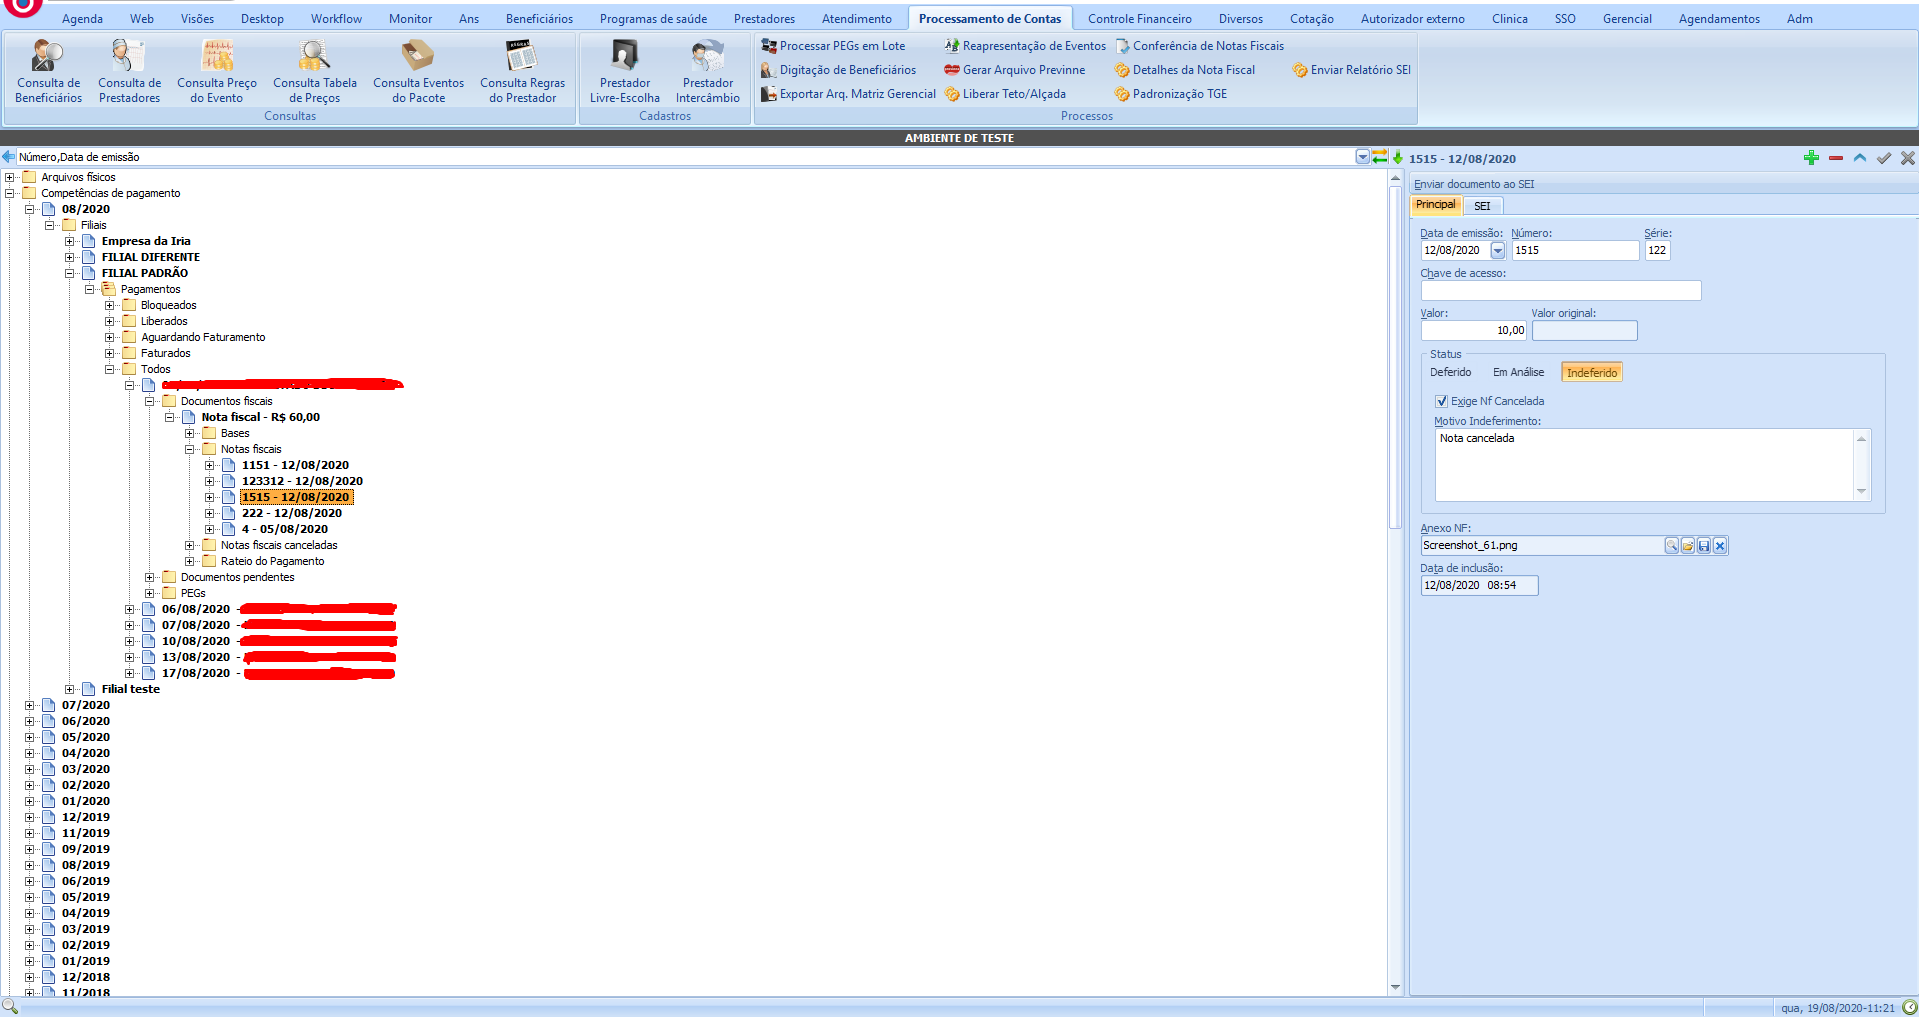 Agenda Web Visões Desktop Workflow Monitor Ans Beneficiários Programas de saúde Prestadores Atendimento Processamento de Contas Controle Financeiro Diversos Cotação Autorizador externo Clinica SSO Gerencial Agendamentos Adm
Consulta de Beneficiários
Consulta de Prestadores
Consulta Preço do Evento
Consulta Tabela de Preços
Consulta Eventos do Pacote
Consulta Regras do Prestador
Consultas
Prestador Livre-Escolha
Prestador Intercâmbio
Cadastros
Processar PEGs em Lote
Digitação de Beneficiários
Exportar Arq. Matriz Gerencial
Reapresentação de Eventos
Gerar Arquivo Previnne
Liberar Teto/Alçada
Conferência de Notas Fiscais
Detalhes da Nota Fiscal
Padronização TGE
Enviar Relatório SEI
Processos
AMBIENTE DE TESTE
Número,Data de emissão
Arquivos físicos
Competências de pagamento
08/2020
Filiais
Empresa da Iria
FILIAL DIFERENTE
FILIAL PADRÃO
Pagamentos
Bloqueados
Liberados
Aguardando Faturamento
Faturados
Todos
Documentos fiscais
Nota fiscal - R$ 60,00
Bases
Notas fiscais
1151 - 12/08/2020
123312 - 12/08/2020
1515 - 12/08/2020
222 - 12/08/2020
4 - 05/08/2020
Notas fiscais canceladas
Rateio do Pagamento
Documentos pendentes
PEGs
06/08/2020 -
07/08/2020 -
10/08/2020 -
13/08/2020 -
17/08/2020 -
Filial teste
07/2020
06/2020
05/2020
04/2020
03/2020
02/2020
01/2020
12/2019
11/2019
09/2019
08/2019
06/2019
05/2019
04/2019
03/2019
02/2019
01/2019
12/2018
11/2018
1515 - 12/08/2020
Enviar documento ao SEI
Principal SEI
Data de emissão: Número: Série:
12/08/2020 1515 122
Chave de acesso:
Valor: Valor original:
10,00
Status
Deferido Em Análise Indeferido
Exige Nf Cancelada
Motivo Indeferimento:
Nota cancelada
Anexo NF:
Screenshot_61.png
Data de inclusão:
12/08/2020 08:54
qua, 19/08/2020-11:21